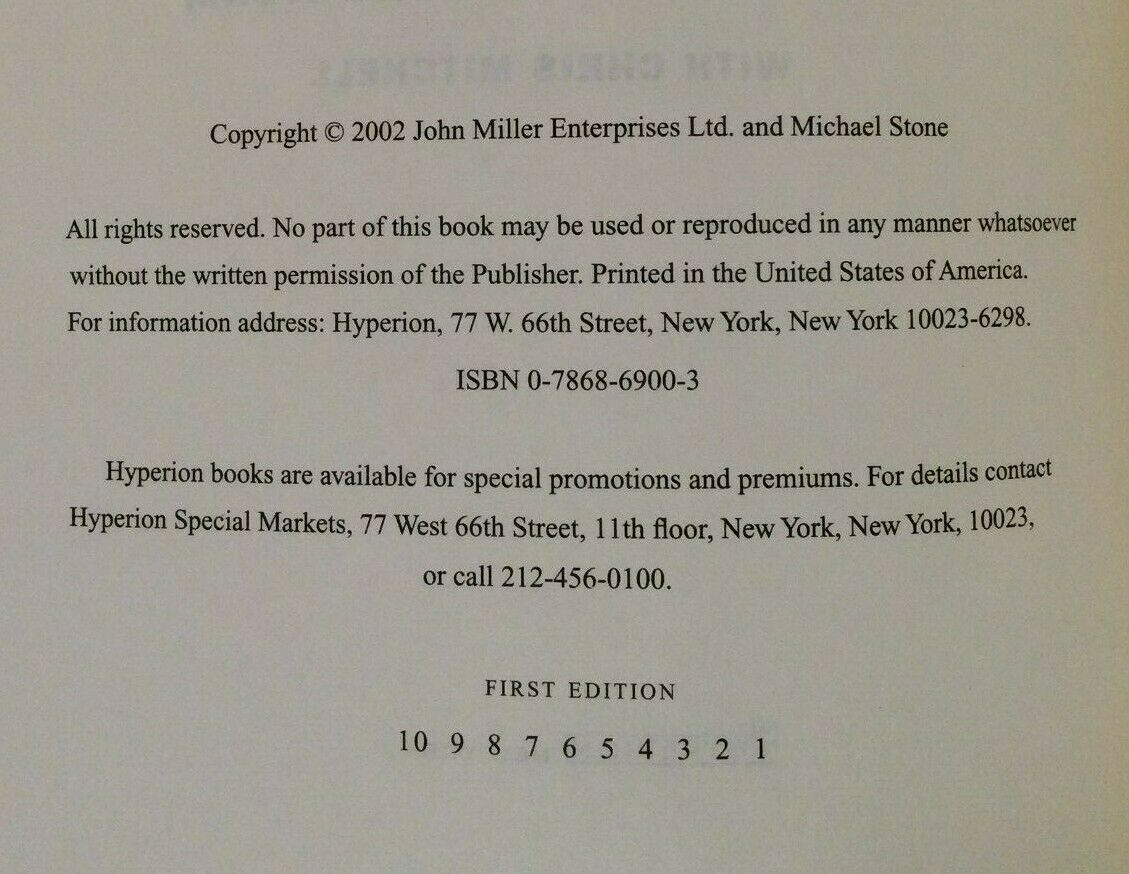 WITH CHRIS MITCHELL
Copyright © 2002 John Miller Enterprises Ltd. and Michael Stone
All rights reserved. No part of this book may be used or reproduced in any manner whatsoever
without the written permission of the Publisher. Printed in the United States of America.
For information address: Hyperion, 77 W. 66th Street, New York, New York 10023-6298.
ISBN 0-7868-6900-3
Hyperion books are available for special promotions and premiums. For details contact
Hyperion Special Markets, 77 West 66th Street, 11th floor, New York, New York, 10023,
or call 212-456-0100.
FIRST EDITION
10 9 8 7 6 5 4 3 2 1